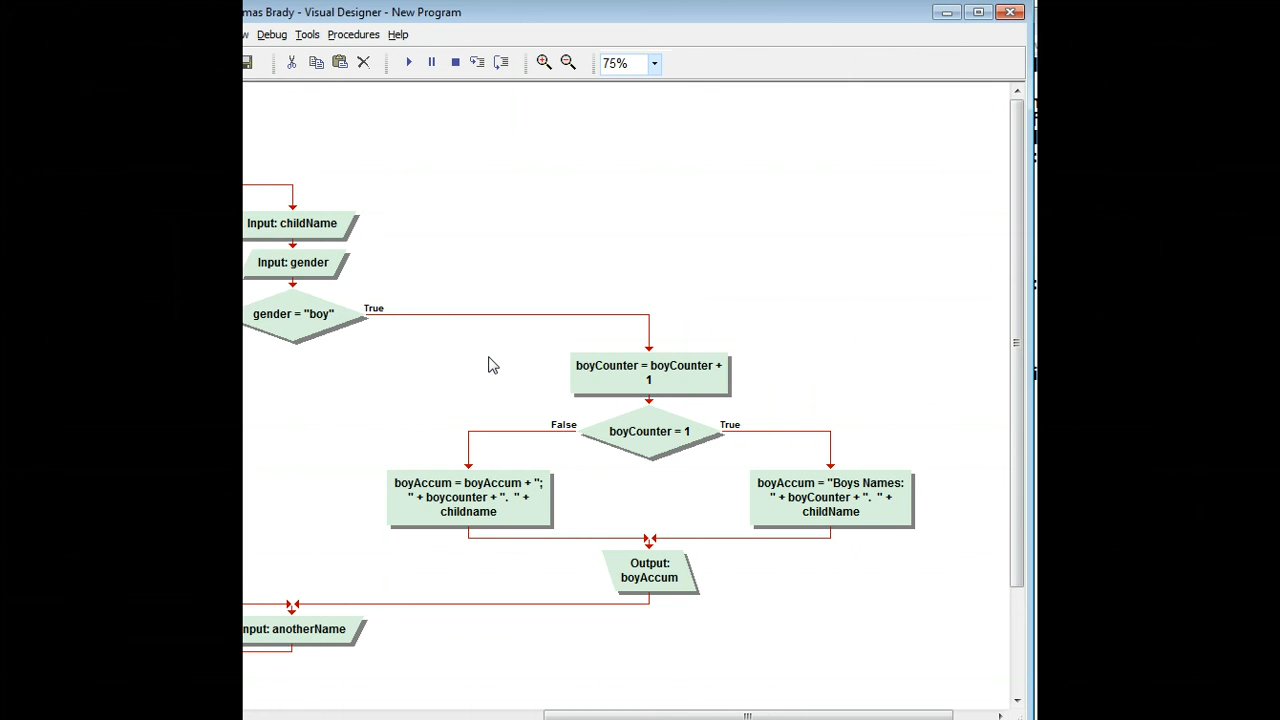 mas Brady - Visual Designer - New Program
w Debug Tools Procedures Help
75%
Input: childName
Input: gender
gender = "boy"
True
boyCounter = boyCounter +
1
False
boyCounter = 1
True
boyAccum = boyAccum + ";
" + boycounter + ".  " +
childname
boyAccum = "Boys Names:
" + boyCounter + ".  " +
childName
Output:
boyAccum
nput: anotherName